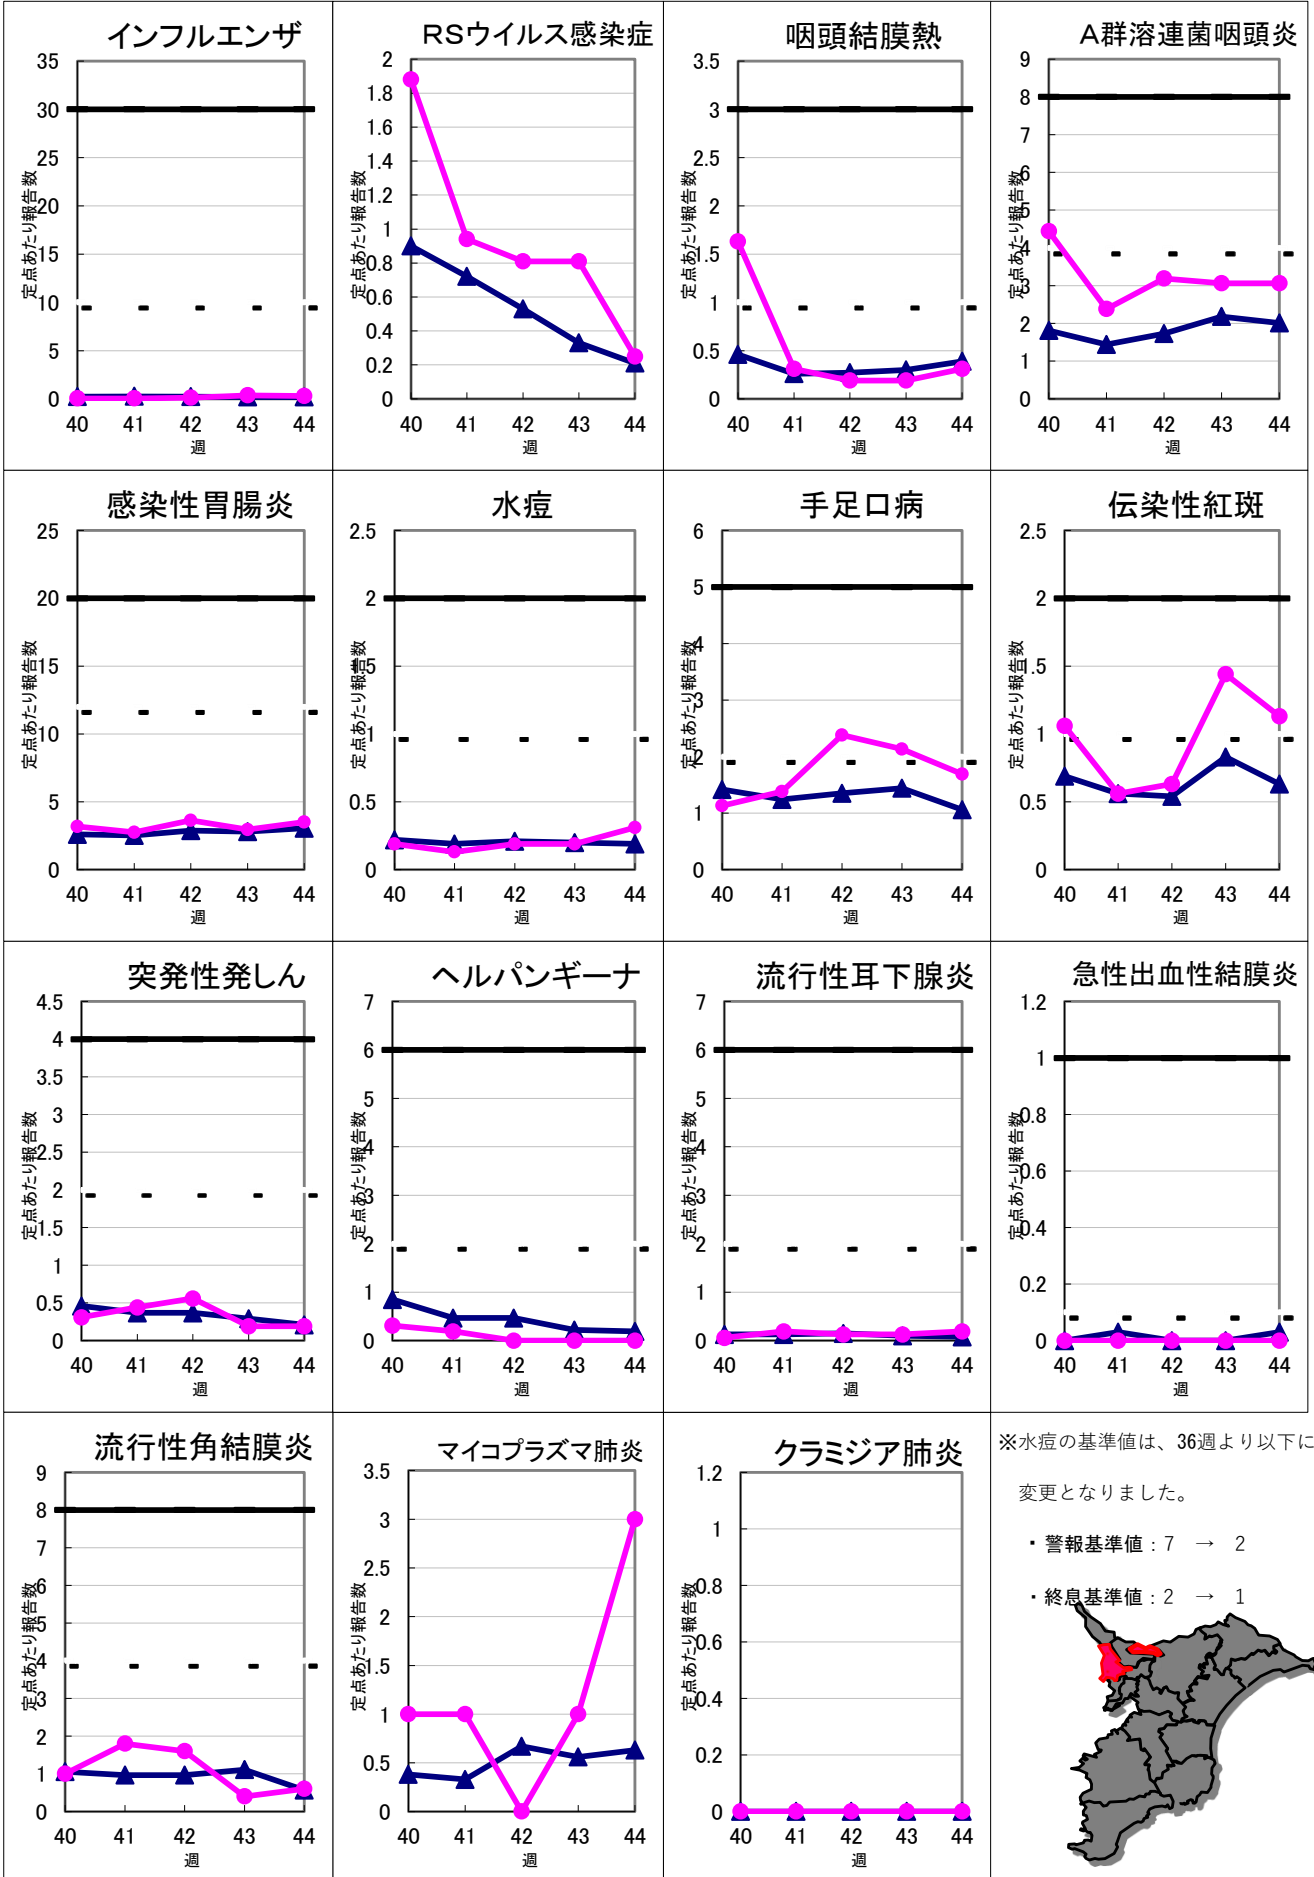 インフルエンザ
35
30
25
20
15
10
5
0
定点あたり報告数
40 41 42 43 44
週
RSウイルス感染症
2
1.8
1.6
1.4
1.2
1
0.8
0.6
0.4
0.2
0
定点あたり報告数
40 41 42 43 44
週
咽頭結膜熱
3.5
3
2.5
2
1.5
1
0.5
0
定点あたり報告数
40 41 42 43 44
週
A群溶連菌咽頭炎
9
8
7
6
5
4
3
2
1
0
定点あたり報告数
40 41 42 43 44
週
感染性胃腸炎
25
20
15
10
5
0
定点あたり報告数
40 41 42 43 44
週
水痘
2.5
2
1.5
1
0.5
0
定点あたり報告数
40 41 42 43 44
週
手足口病
6
5
4
3
2
1
0
定点あたり報告数
40 41 42 43 44
週
伝染性紅斑
2.5
2
1.5
1
0.5
0
定点あたり報告数
40 41 42 43 44
週
突発性発しん
4.5
4
3.5
3
2.5
2
1.5
1
0.5
0
定点あたり報告数
40 41 42 43 44
週
ヘルパンギーナ
7
6
5
4
3
2
1
0
定点あたり報告数
40 41 42 43 44
週
流行性耳下腺炎
7
6
5
4
3
2
1
0
定点あたり報告数
40 41 42 43 44
週
急性出血性結膜炎
1.2
1
0.8
0.6
0.4
0.2
0
定点あたり報告数
40 41 42 43 44
週
流行性角結膜炎
9
8
7
6
5
4
3
2
1
0
定点あたり報告数
40 41 42 43 44
週
マイコプラズマ肺炎
3.5
3
2.5
2
1.5
1
0.5
0
定点あたり報告数
40 41 42 43 44
週
クラミジア肺炎
1.2
1
0.8
0.6
0.4
0.2
0
定点あたり報告数
40 41 42 43 44
週
※水痘の基準値は、36週より以下に
変更となりました。
・警報基準値：7 → 2
・終息基準値：2 → 1